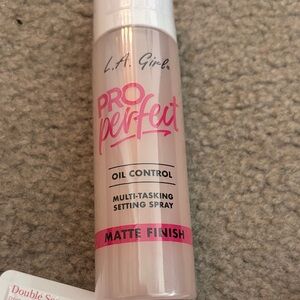 L.A. Girl
PRO
perfect
OIL CONTROL
MULTI-TASKING
SETTING SPRAY
MATTE FINISH
Double